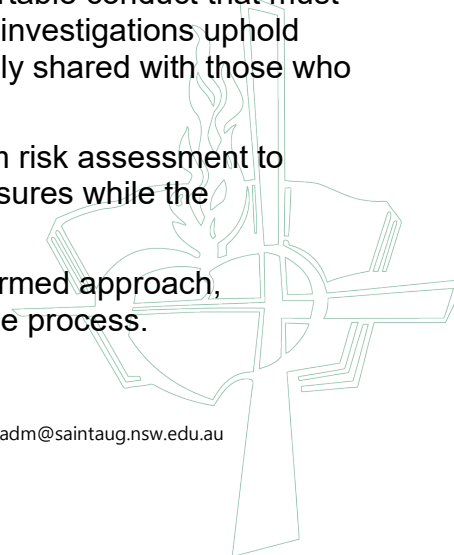 rtable conduct that must
investigations uphold
ly shared with those who
risk assessment to
sures while the
rmed approach,
e process.
adm@saintaug.nsw.edu.au